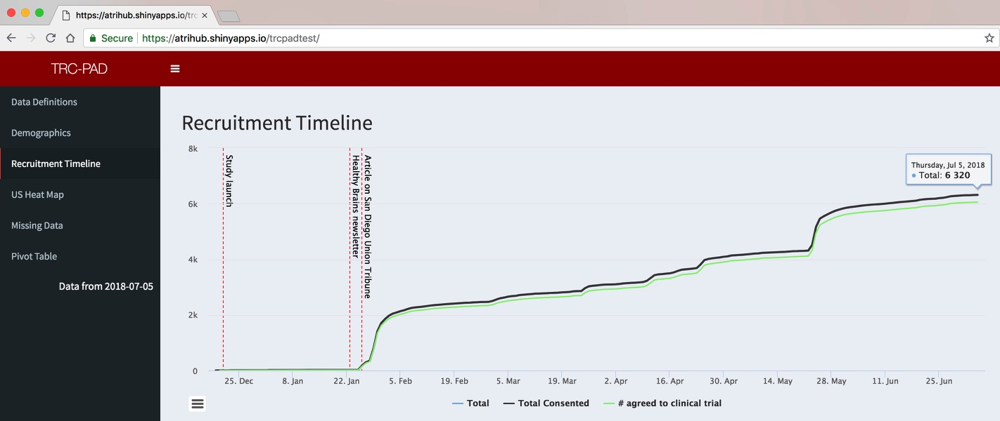 https://atrihub.shinyapps.io/trc
Secure https://atrihub.shinyapps.io/trcpadtest/
TRC-PAD
Data Definitions
Demographics
Recruitment Timeline
US Heat Map
Missing Data
Pivot Table
Data from 2018-07-05
Recruitment Timeline
8k
6k
4k
2k
0
Study launch
Healthy Brains newsletter
Article on San Diego Union Tribune
Thursday, Jul 5, 2018
Total: 6 320
25. Dec 8. Jan 22. Jan 5. Feb 19. Feb 5. Mar 19. Mar 2. Apr 16. Apr 30. Apr 14. May 28. May 11. Jun 25. Jun
Total Total Consented # agreed to clinical trial